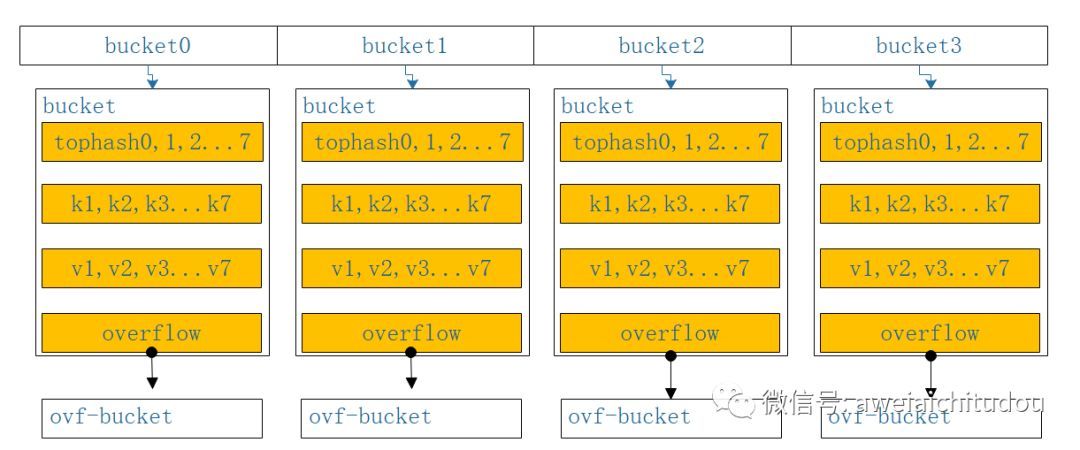 bucket0 bucket1 bucket2 bucket3
bucket bucket bucket bucket
tophash0,1,2...7 tophash0,1,2...7 tophash0,1,2...7 tophash0,1,2...7
k1,k2,k3...k7 k1,k2,k3...k7 k1,k2,k3...k7 k1,k2,k3...k7
v1,v2,v3...v7 v1,v2,v3...v7 v1,v2,v3...v7 v1,v2,v3...v7
overflow overflow overflow overflow
微信号: aweiaichitudou
ovf-bucket ovf-bucket ovf-bucket ovf-bucket